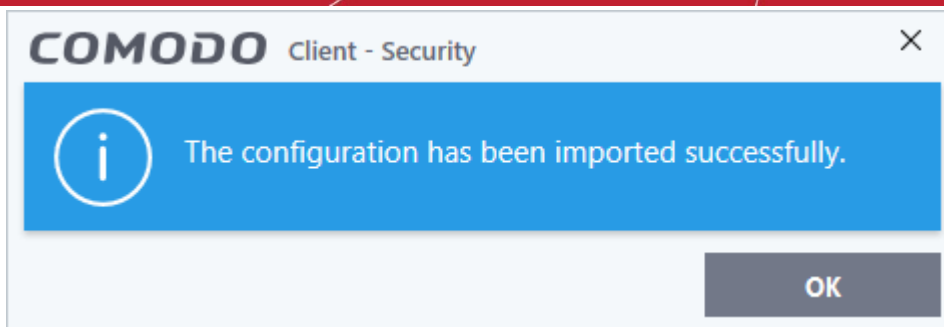 COMODO Client - Security
The configuration has been imported successfully.
OK